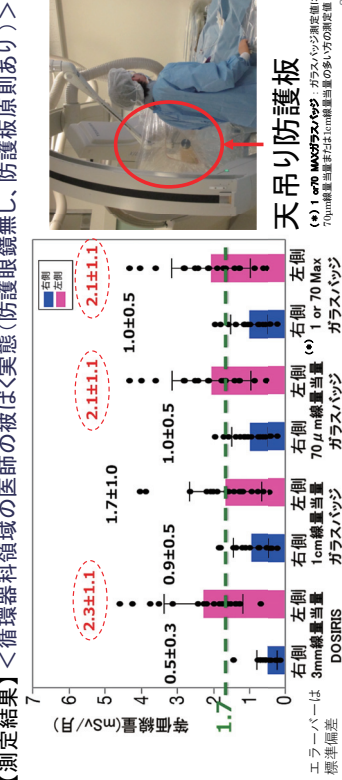 【測定結果】＜循環器科領域の医師の被ばく実態（防護眼鏡無し、防護板原則あり）＞
等価線量(mSv/月)
7
6
5
4
3
2
1
0
1.7
右側
左側
0.5±0.3
2.3±1.1
0.9±0.5
1.7±1.0
1.0±0.5
2.1±1.1
1.0±0.5
2.1±1.1
右側 左側
3mm線量当量
DOSIRIS
右側 左側
1cm線量当量
ガラスバッジ
右側 左側
70μm線量当量
ガラスバッジ
右側 左側
1 or 70 Max
ガラスバッジ
(*)
エラーバーは
標準偏差
天吊り防護板
(*) 1 or70 MAXガラスバッジ：ガラスバッジ測定値に
70μm線量当量または1cm線量当量の多い方の測定値